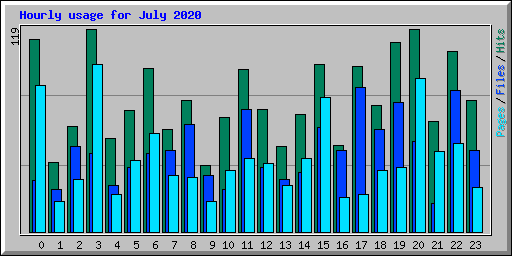 Hourly usage for July 2020
119
Pages/Files/Hits
0 1 2 3 4 5 6 7 8 9 10 11 12 13 14 15 16 17 18 19 20 21 22 23